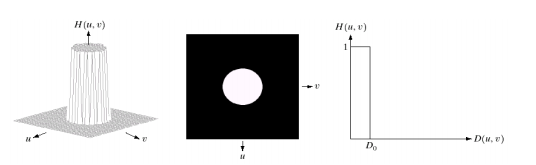 H(u, v)
u
v
v
u
H(u, v)
1
D₀
D(u, v)